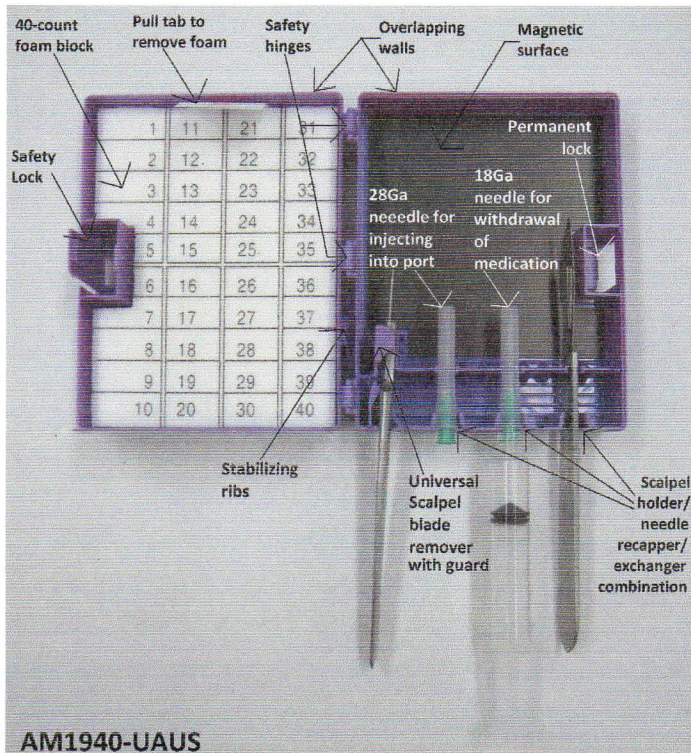 40-count
foam block
Pull tab to
remove foam
Safety
hinges
Overlapping
walls
Magnetic
surface
Safety
Lock
Permanent
lock
28Ga
neeedle for
injecting
into port
18Ga
needle for
withdrawal
of
medication
1 11 21 31
2 12 22 32
3 13 23 33
4 14 24 34
5 15 25 35
6 16 26 36
7 17 27 37
8 18 28 38
9 19 29 39
10 20 30 40
Stabilizing
ribs
Universal
Scalpel
blade
remover
with guard
Scalpel
holder/
needle
recapper/
exchanger
combination
AM1940-UAUS